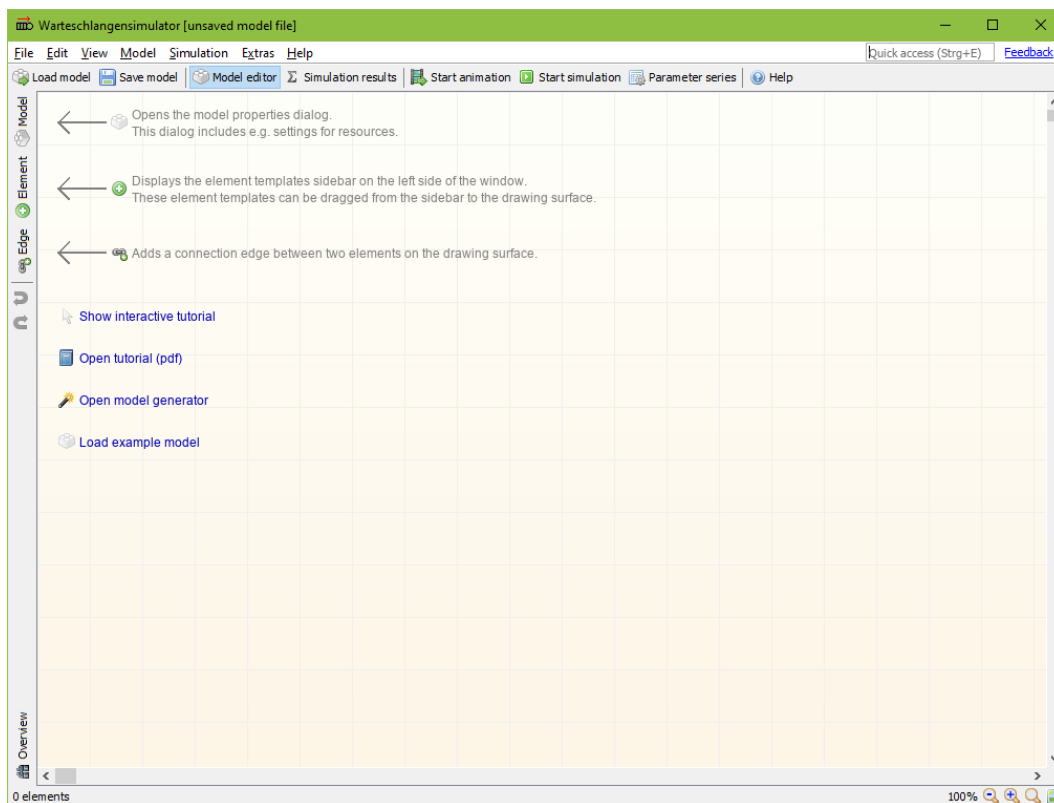 Warteschlangensimulator [unsaved model file]
File Edit View Model Simulation Extras Help Quick access (Strg+E) Feedback
Load model Save model Model editor Σ Simulation results Start animation Start simulation Parameter series Help
Model
Element
Edge
Opens the model properties dialog.
This dialog includes e.g. settings for resources.
Displays the element templates sidebar on the left side of the window.
These element templates can be dragged from the sidebar to the drawing surface.
Adds a connection edge between two elements on the drawing surface.
Show interactive tutorial
Open tutorial (pdf)
Open model generator
Load example model
Overview
0 elements 100%